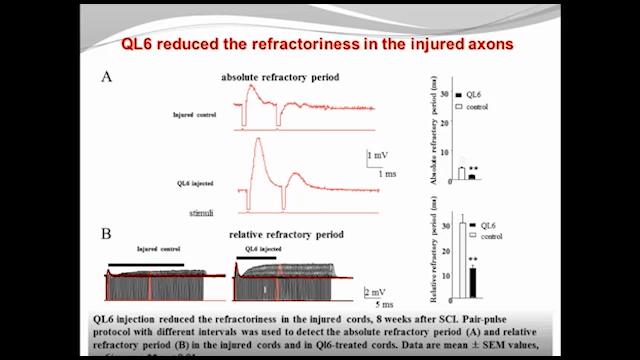 QL6 reduced the refractoriness in the injured axons
A
absolute refractory period
Injured control
1 mV
1 ms
QL6 injected
stimuli
Absolute refractory period (ms)
30
20
10
0
QL6
control
**
B
relative refractory period
Injured control
QL6 injected
2 mV
5 ms
Relative refractory period (ms)
30
20
10
0
QL6
control
**
QL6 injection reduced the refractoriness in the injured cords, 8 weeks after SCI. Pair-pulse
protocol with different intervals was used to detect the absolute refractory period (A) and relative
refractory period (B) in the injured cords and in Ql6-treated cords. Data are mean ± SEM values,